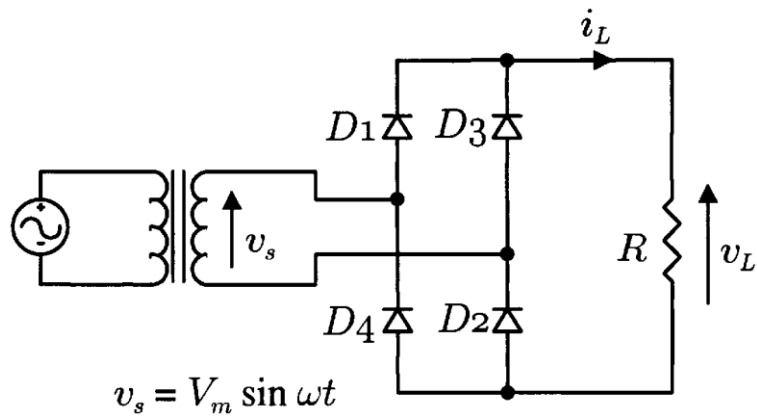 i_L
D1 D3
v_s
R
v_L
D4 D2
v_s = V_m sin ωt